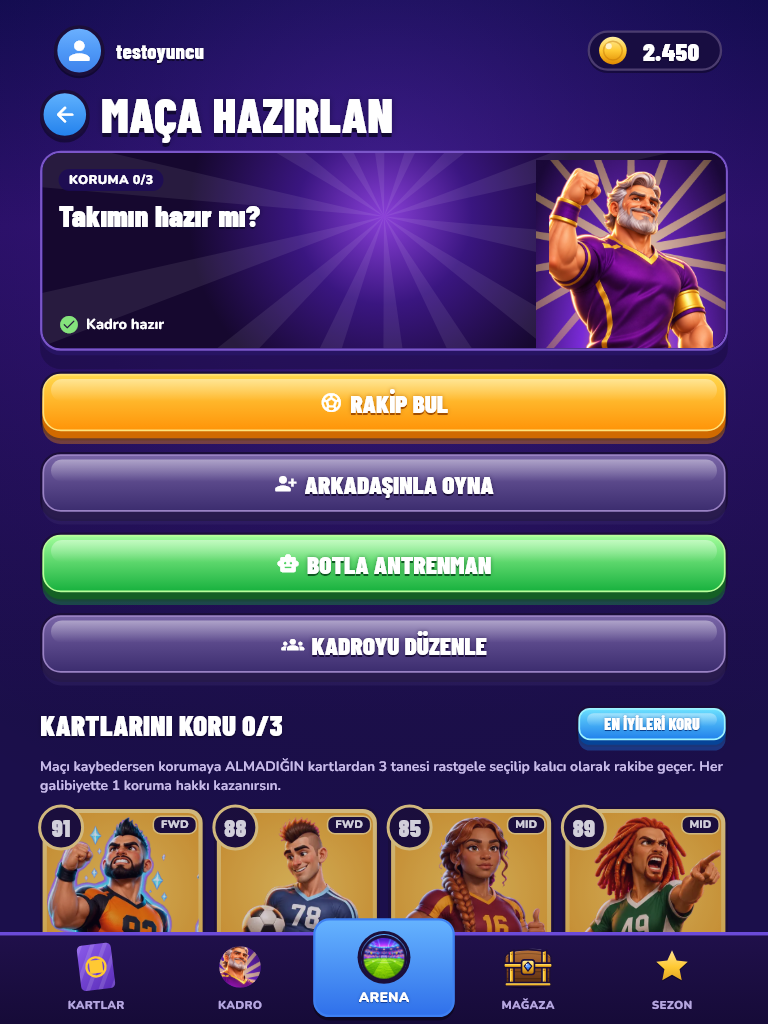 testoyuncu
2.450
MAÇA HAZIRLAN
KORUMA 0/3
Takımın hazır mı?
Kadro hazır
RAKİP BUL
ARKADAŞINLA OYNA
BOTLA ANTRENMAN
KADROYU DÜZENLE
KARTLARINI KORU 0/3
EN İYİLERİ KORU
Maçı kaybedersen korumaya ALMADIĞIN kartlardan 3 tanesi rastgele seçilip kalıcı olarak rakibe geçer. Her
galibiyette 1 koruma hakkı kazanırsın.
91 FWD
88 FWD
85 MID
89 MID
78
16
49
KARTLAR
KADRO
ARENA
MAĞAZA
SEZON